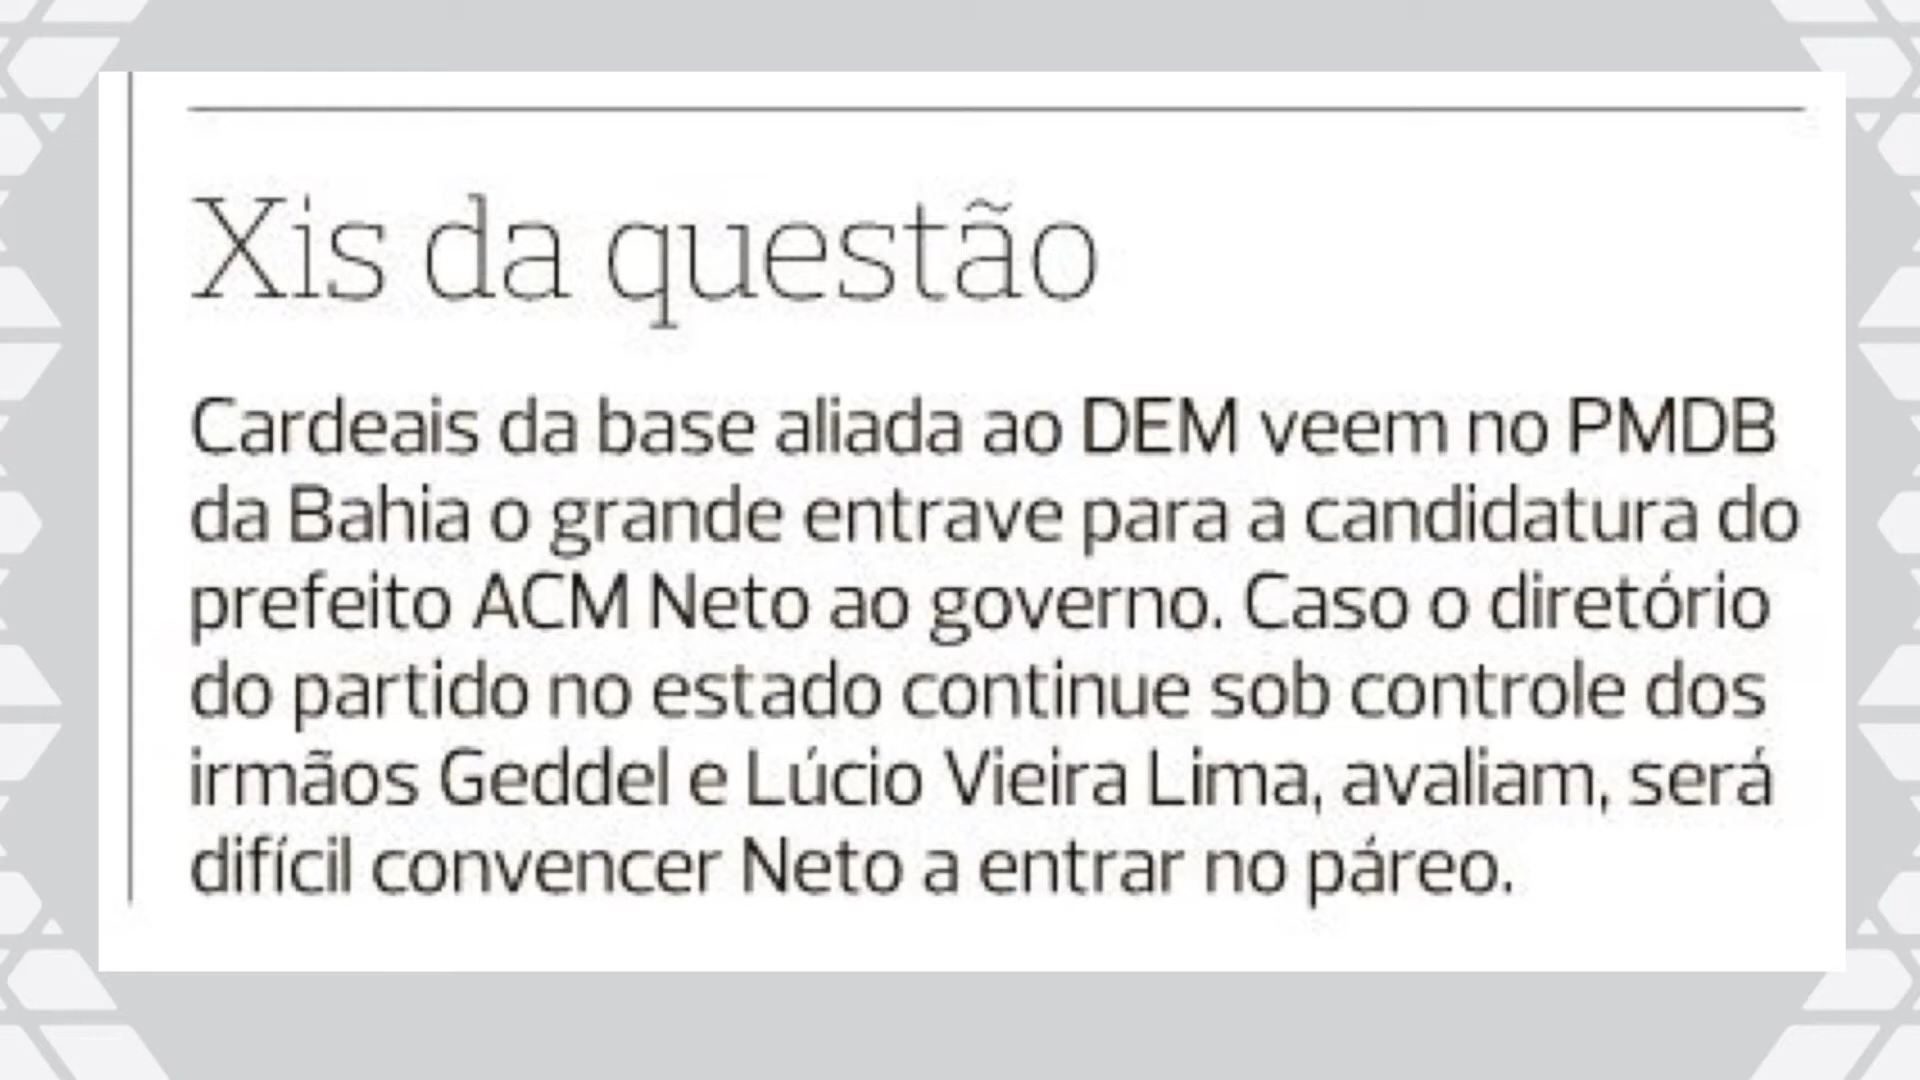 Xis da questão
Cardeais da base aliada ao DEM veem no PMDB
da Bahia o grande entrave para a candidatura do
prefeito ACM Neto ao governo. Caso o diretório
do partido no estado continue sob controle dos
irmãos Geddel e Lúcio Vieira Lima, avaliam, será
difícil convencer Neto a entrar no páreo.